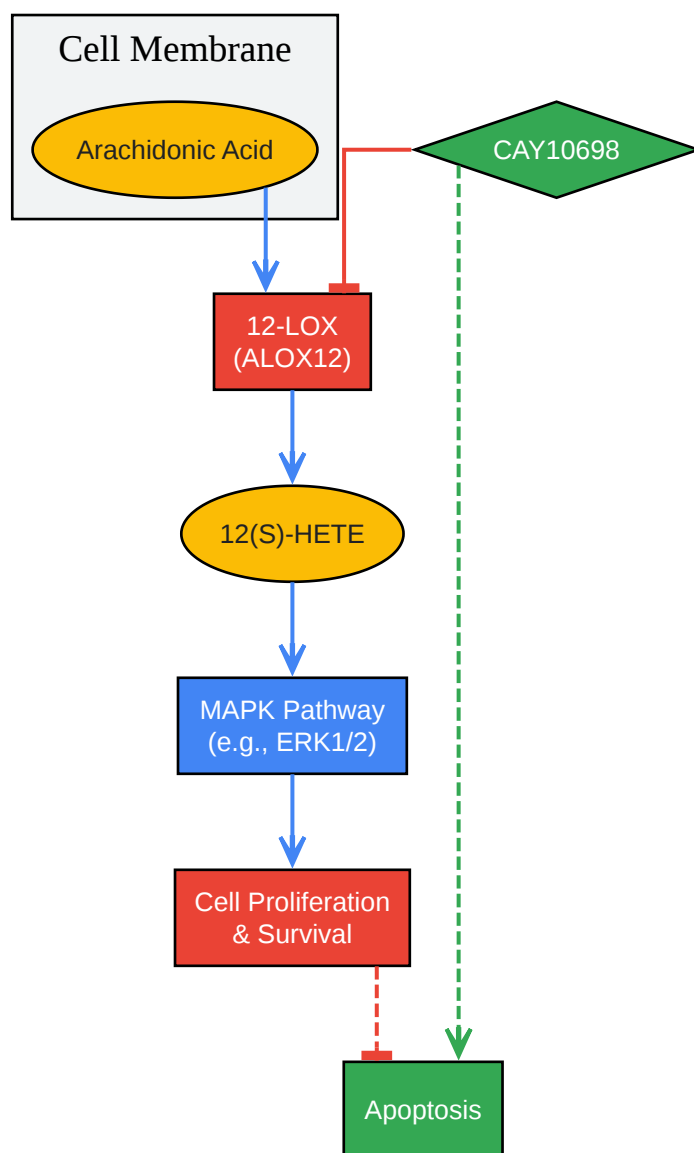 Cell Membrane
Arachidonic Acid
CAY10698
12-LOX
(ALOX12)
12(S)-HETE
MAPK Pathway
(e.g., ERK1/2)
Cell Proliferation
& Survival
Apoptosis